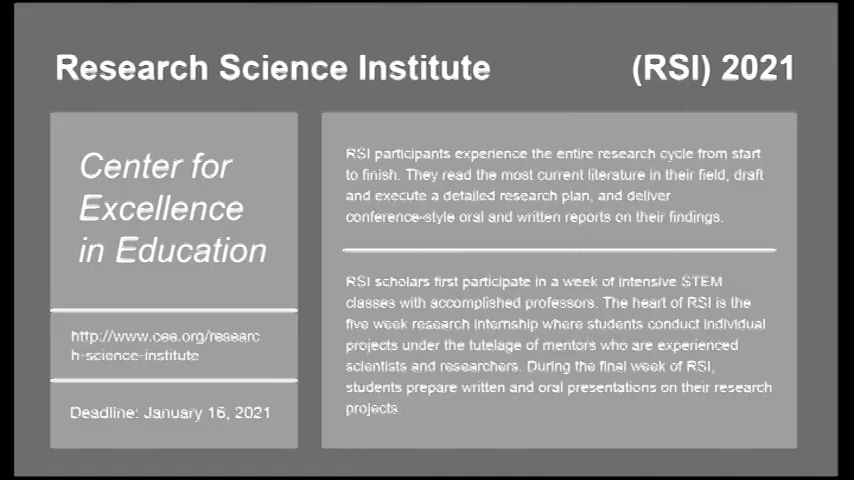 Research Science Institute (RSI) 2021
Center for
Excellence
in Education
http://www.cee.org/researc
h-science-institute
Deadline: January 16, 2021
RSI participants experience the entire research cycle from start
to finish. They read the most current literature in their field, draft
and execute a detailed research plan, and deliver
conference-style oral and written reports on their findings.
RSI scholars first participate in a week of intensive STEM
classes with accomplished professors. The heart of RSI is the
five week research internship where students conduct individual
projects under the tutelage of mentors who are experienced
scientists and researchers. During the final week of RSI,
students prepare written and oral presentations on their research
projects.